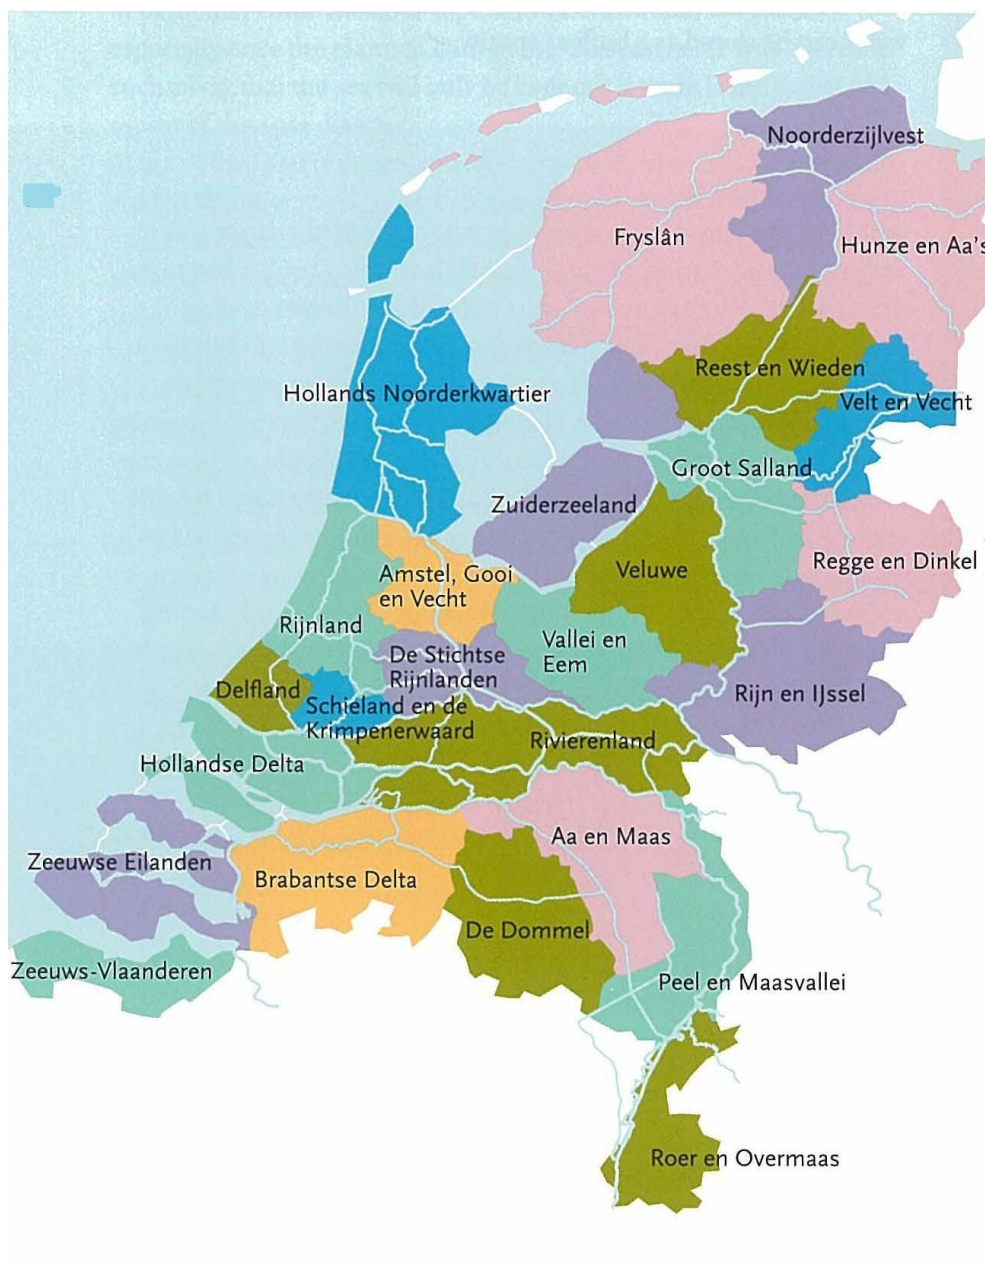 Noorderzijlvest
Fryslân
Hunze en Aa's
Reest en Wieden
Hollands Noorderkwartier
Velt en Vecht
Groot Salland
Zuiderzeeland
Regge en Dinkel
Veluwe
Amstel, Gooi
en Vecht
Rijnland
Vallei en
Eem
De Stichtse
Rijnlanden
Delfland
Rijn en IJssel
Schieland en de
Krimpenerwaard
Rivierenland
Hollandse Delta
Aa en Maas
Zeeuwse Eilanden
Brabantse Delta
De Dommel
Zeeuws-Vlaanderen
Peel en Maasvallei
Roer en Overmaas